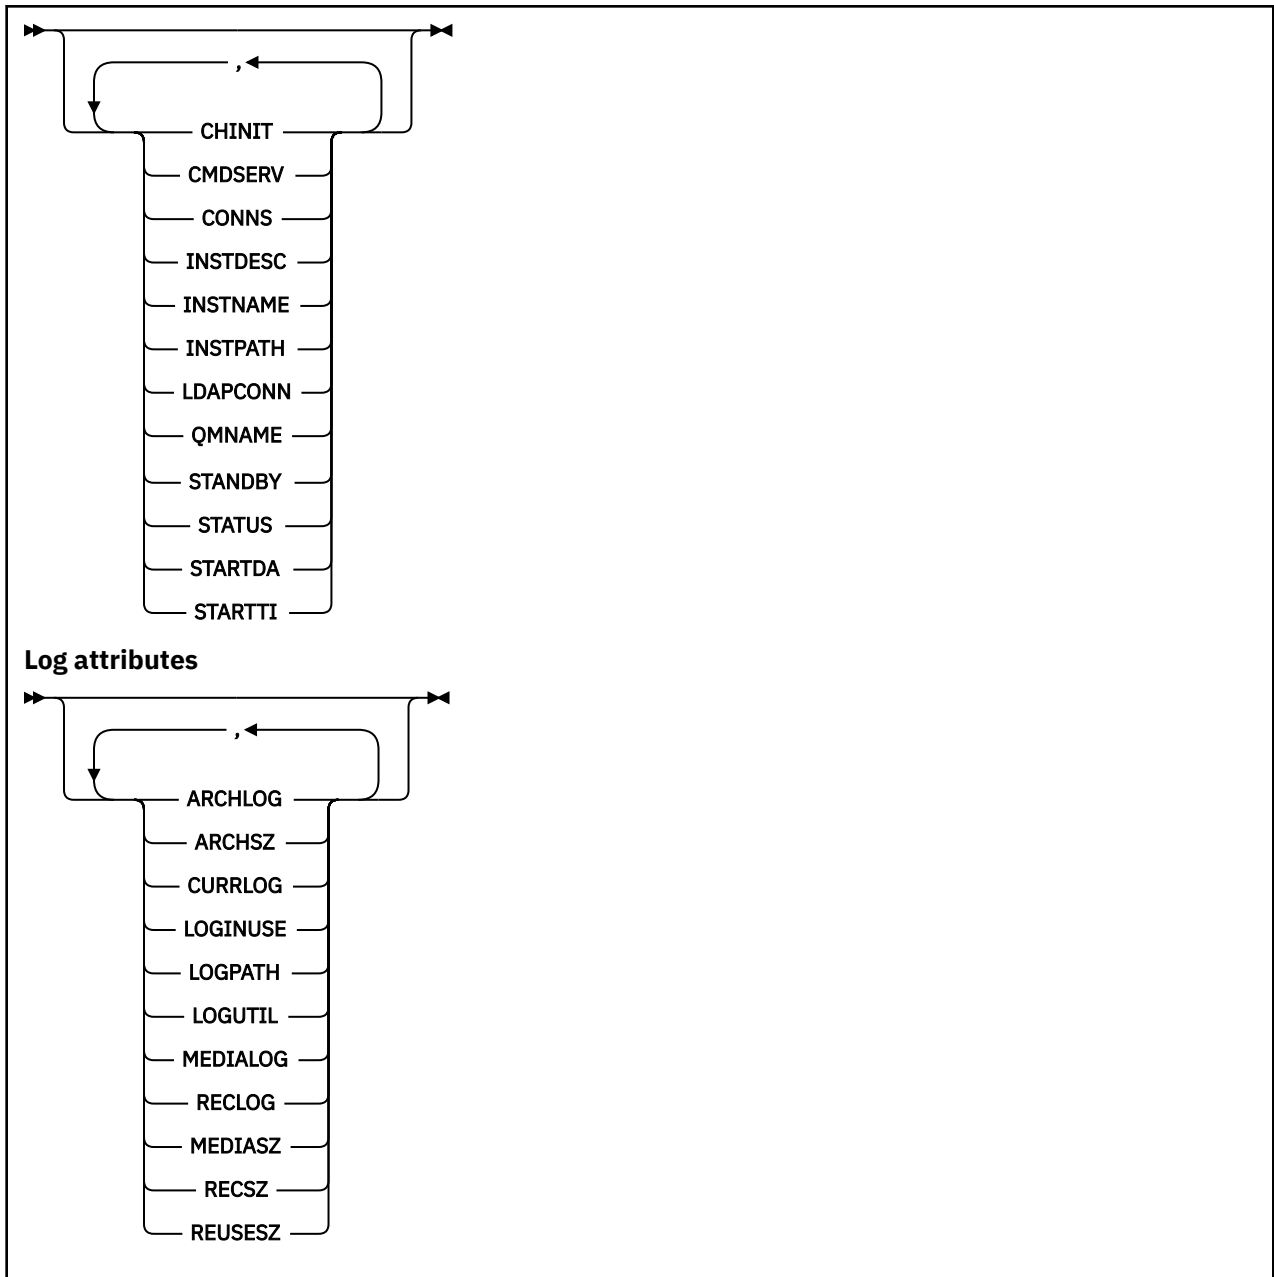 ,
CHINIT
CMDSERV
CONNS
INSTDESC
INSTNAME
INSTPATH
LDAPCONN
QMNAME
STANDBY
STATUS
STARTDA
STARTTI
Log attributes
,
ARCHLOG
ARCHSZ
CURRLOG
LOGINUSE
LOGPATH
LOGUTIL
MEDIALOG
RECLOG
MEDIASZ
RECSZ
REUSESZ